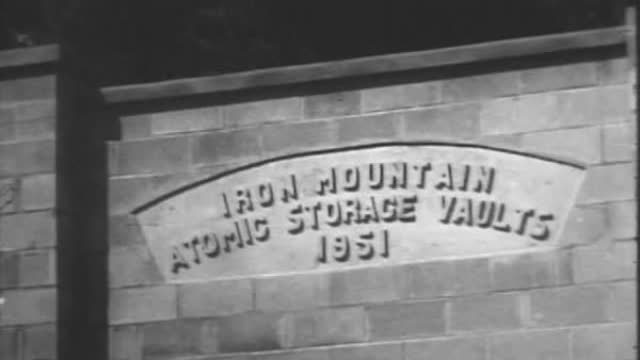 IRON MOUNTAIN
ATOMIC STORAGE VAULTS
1951